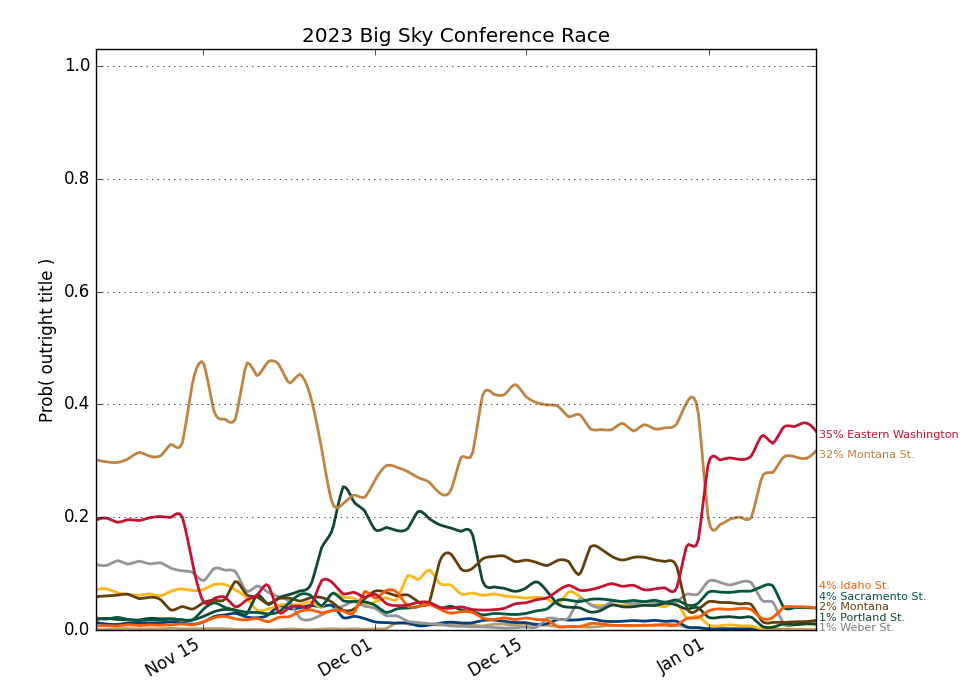 2023 Big Sky Conference Race
Prob( outright title )
1.0
0.8
0.6
0.4
0.2
0.0
Nov 15
Dec 01
Dec 15
Jan 01
35% Eastern Washington
32% Montana St.
4% Idaho St.
4% Sacramento St.
2% Montana
1% Portland St.
1% Weber St.